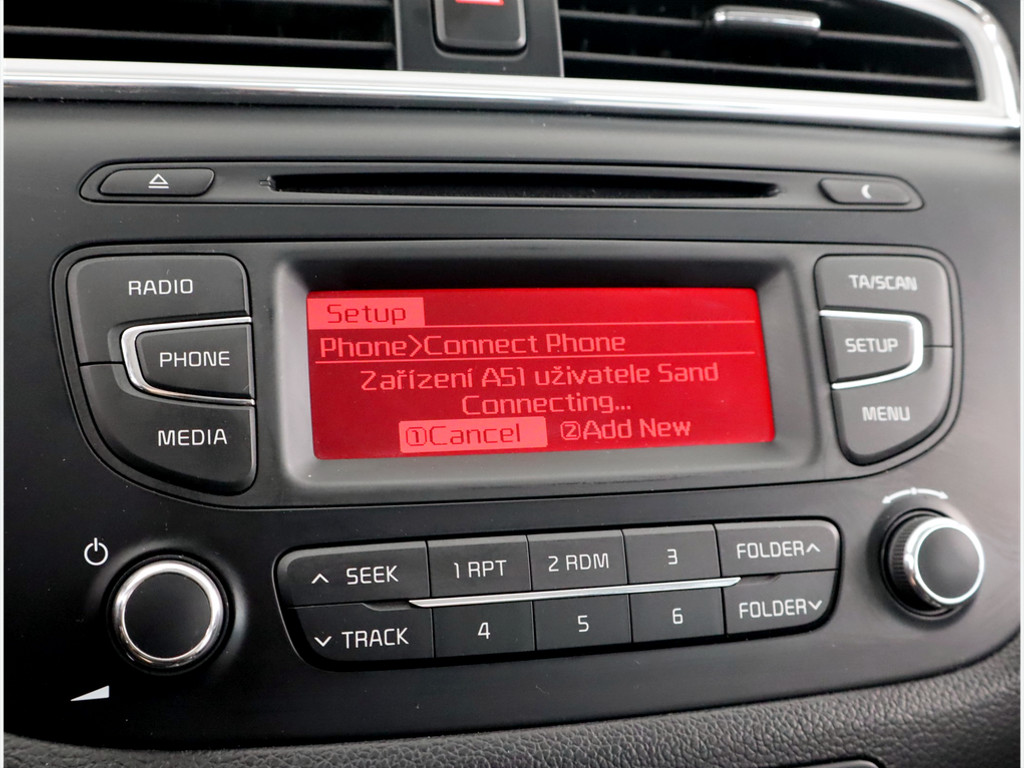 RADIO
PHONE
MEDIA
Setup
Phone>Connect Phone
Zařízení A51 uživatele Sand
Connecting...
①Cancel ②Add New
TA/SCAN
SETUP
MENU
SEEK 1 RPT 2 RDM 3 FOLDER
TRACK 4 5 6 FOLDER